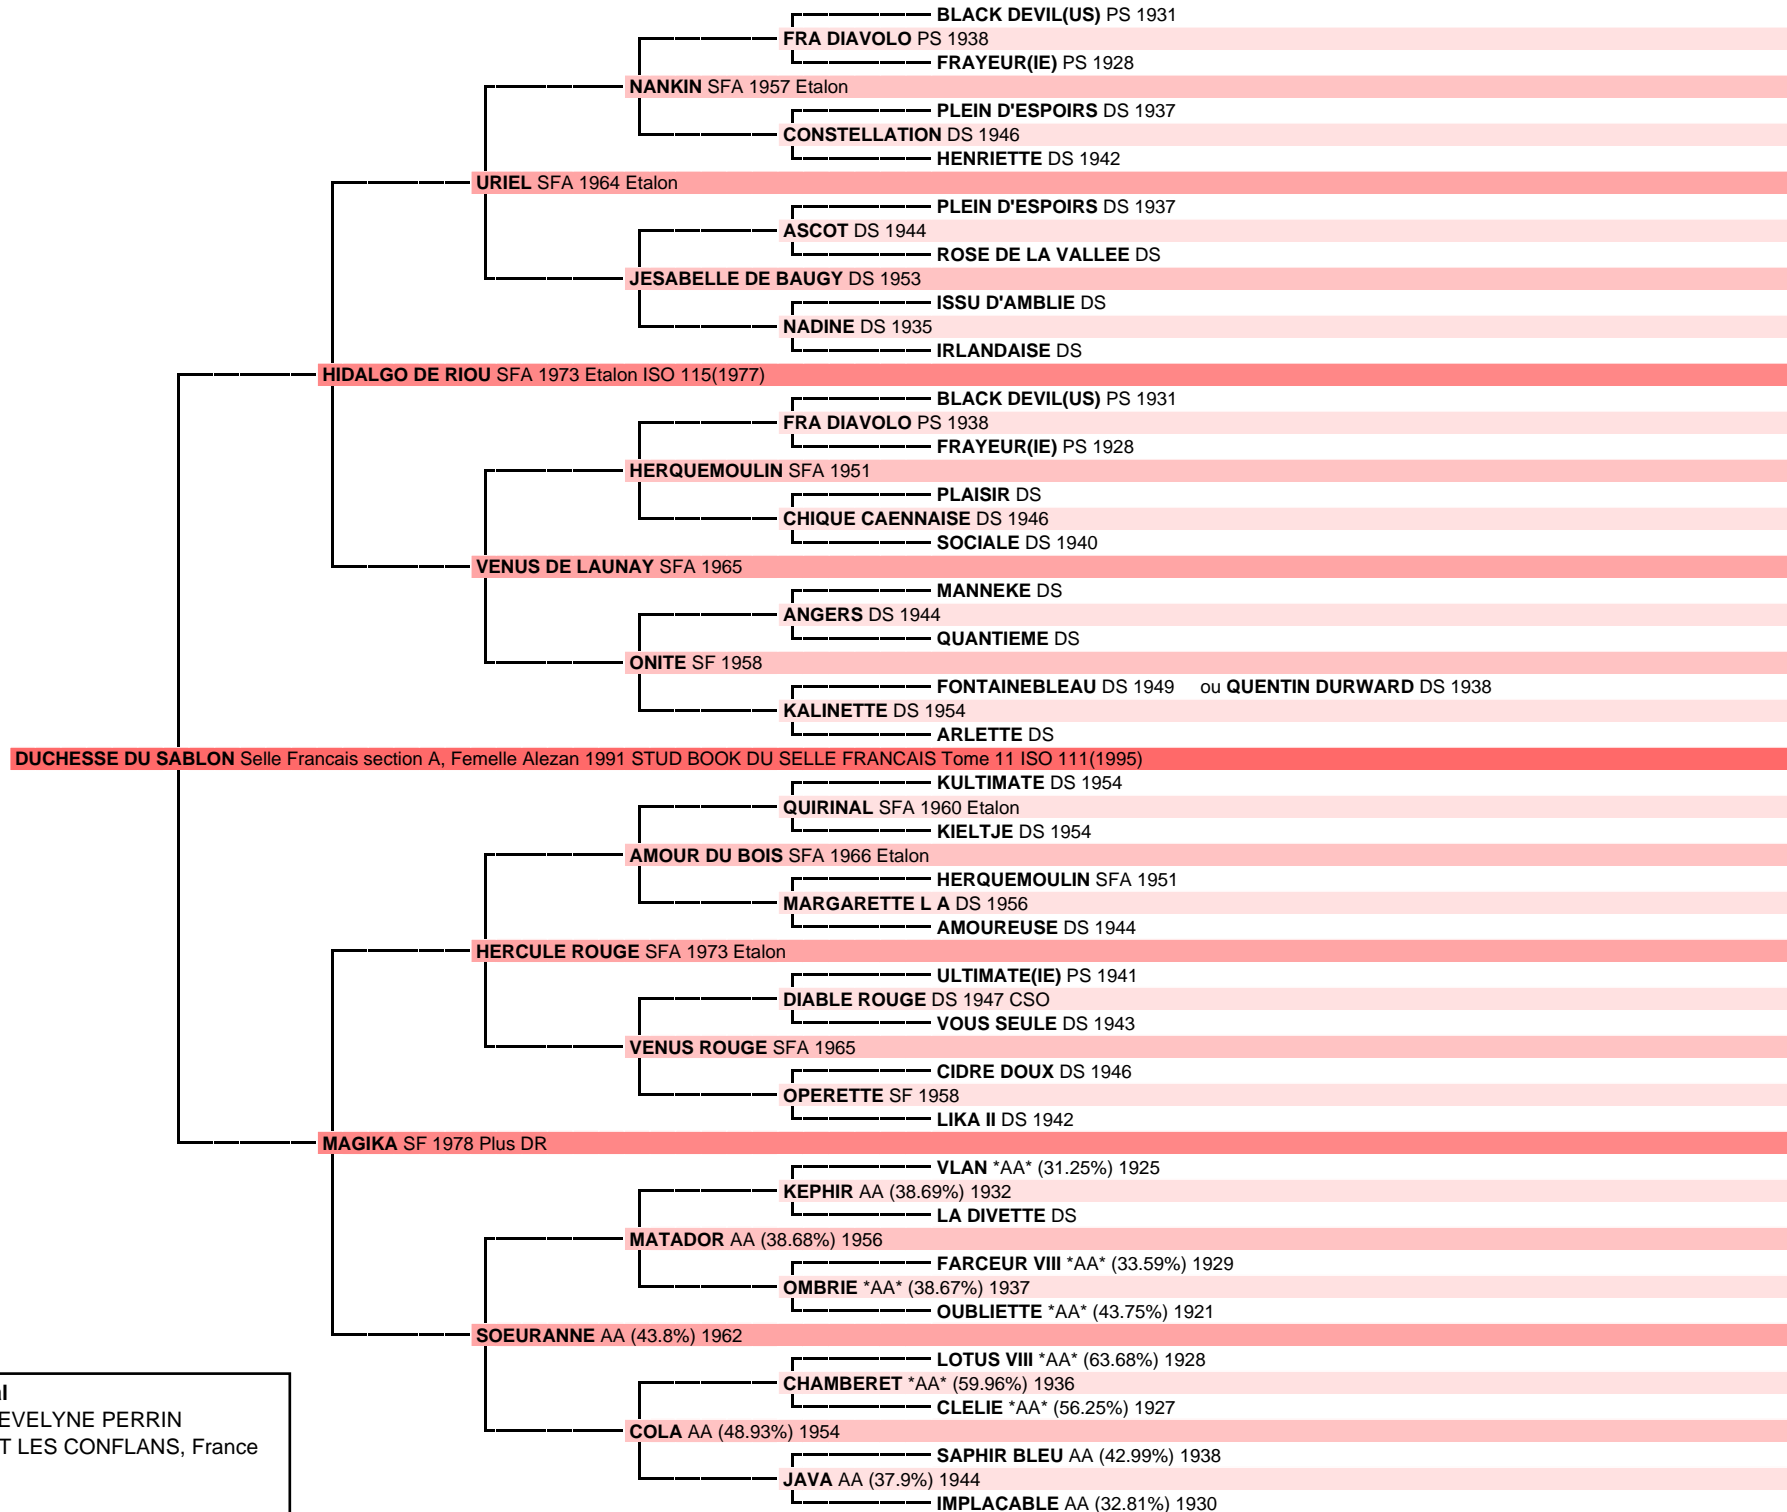 BLACK DEVIL(US) PS 1931
FRA DIAVOLO PS 1938
FRAYEUR(IE) PS 1928
NANKIN SFA 1957 Etalon
PLEIN D'ESPOIRS DS 1937
CONSTELLATION DS 1946
HENRIETTE DS 1942
URIEL SFA 1964 Etalon
PLEIN D'ESPOIRS DS 1937
ASCOT DS 1944
ROSE DE LA VALLEE DS
JESABELLE DE BAUGY DS 1953
ISSU D'AMBLIE DS
NADINE DS 1935
IRLANDAISE DS
HIDALGO DE RIOU SFA 1973 Etalon ISO 115(1977)
BLACK DEVIL(US) PS 1931
FRA DIAVOLO PS 1938
FRAYEUR(IE) PS 1928
HERQUEMOULIN SFA 1951
PLAISIR DS
CHIQUE CAENNAISE DS 1946
SOCIALE DS 1940
VENUS DE LAUNAY SFA 1965
MANNEKE DS
ANGERS DS 1944
QUANTIEME DS
ONITE SF 1958
FONTAINEBLEAU DS 1949 ou QUENTIN DURWARD DS 1938
KALINETTE DS 1954
ARLETTE DS
DUCHESSE DU SABLON Selle Francais section A, Femelle Alezan 1991 STUD BOOK DU SELLE FRANCAIS Tome 11 ISO 111(1995)
KULTIMATE DS 1954
QUIRINAL SFA 1960 Etalon
KIELTJE DS 1954
AMOUR DU BOIS SFA 1966 Etalon
HERQUEMOULIN SFA 1951
MARGARETTE L A DS 1956
AMOUREUSE DS 1944
HERCULE ROUGE SFA 1973 Etalon
ULTIMATE(IE) PS 1941
DIABLE ROUGE DS 1947 CSO
VOUS SEULE DS 1943
VENUS ROUGE SFA 1965
CIDRE DOUX DS 1946
OPERETTE SF 1958
LIKA II DS 1942
MAGIKA SF 1978 Plus DR
VLAN *AA* (31.25%) 1925
KEPHIR AA (38.69%) 1932
LA DIVETTE DS
MATADOR AA (38.68%) 1956
FARCEUR VIII *AA* (33.59%) 1929
OMBRIE *AA* (38.67%) 1937
OUBLIETTE *AA* (43.75%) 1921
SOEURANNE AA (43.8%) 1962
LOTUS VIII *AA* (63.68%) 1928
CHAMBERET *AA* (59.96%) 1936
CLELIE *AA* (56.25%) 1927
COLA AA (48.93%) 1954
SAPHIR BLEU AA (42.99%) 1938
JAVA AA (37.9%) 1944
IMPLACABLE AA (32.81%) 1930
EVELYNE PERRIN
LES CONFLANS, France